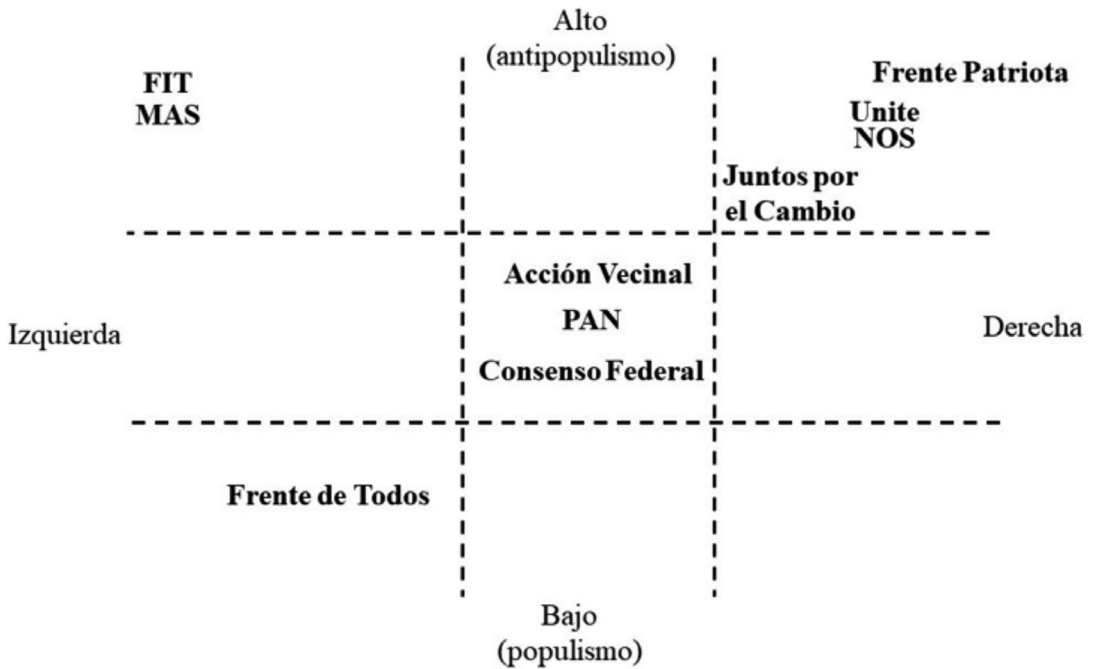 Alto
(antipopulismo)
FIT
MAS
Frente Patriota
Unite
NOS
Juntos por
el Cambio
Acción Vecinal
PAN
Consenso Federal
Izquierda
Derecha
Frente de Todos
Bajo
(populismo)